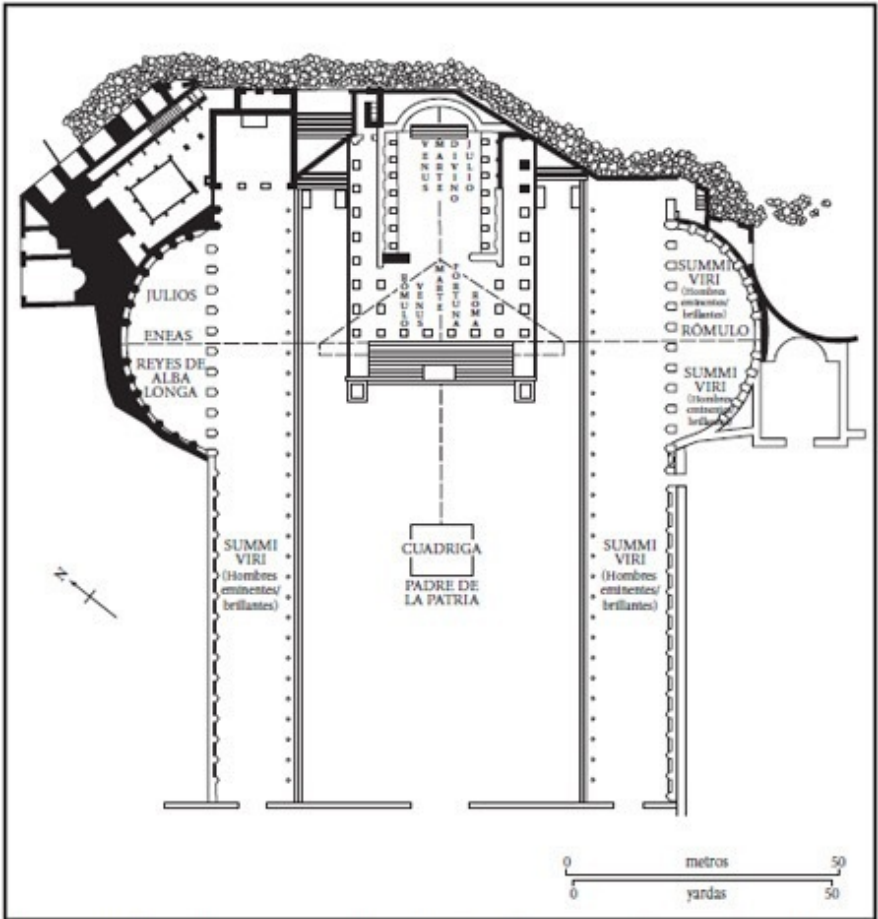 VENUS
MARTE
DIVINO
JULIO
RÓMULO
VENUS
MARTE
FORTUNA
ROMA
JULIOS
ENEAS
REYES DE
ALBA
LONGA
SUMMI
VIRI
(Hombres
eminentes/
brillantes)
RÓMULO
SUMMI
VIRI
(Hombres
eminentes/
brillantes)
SUMMI
VIRI
(Hombres
eminentes/
brillantes)
CUADRIGA
PADRE DE
LA PATRIA
SUMMI
VIRI
(Hombres
eminentes/
brillantes)
N
0 metros 50
0 yardas 50